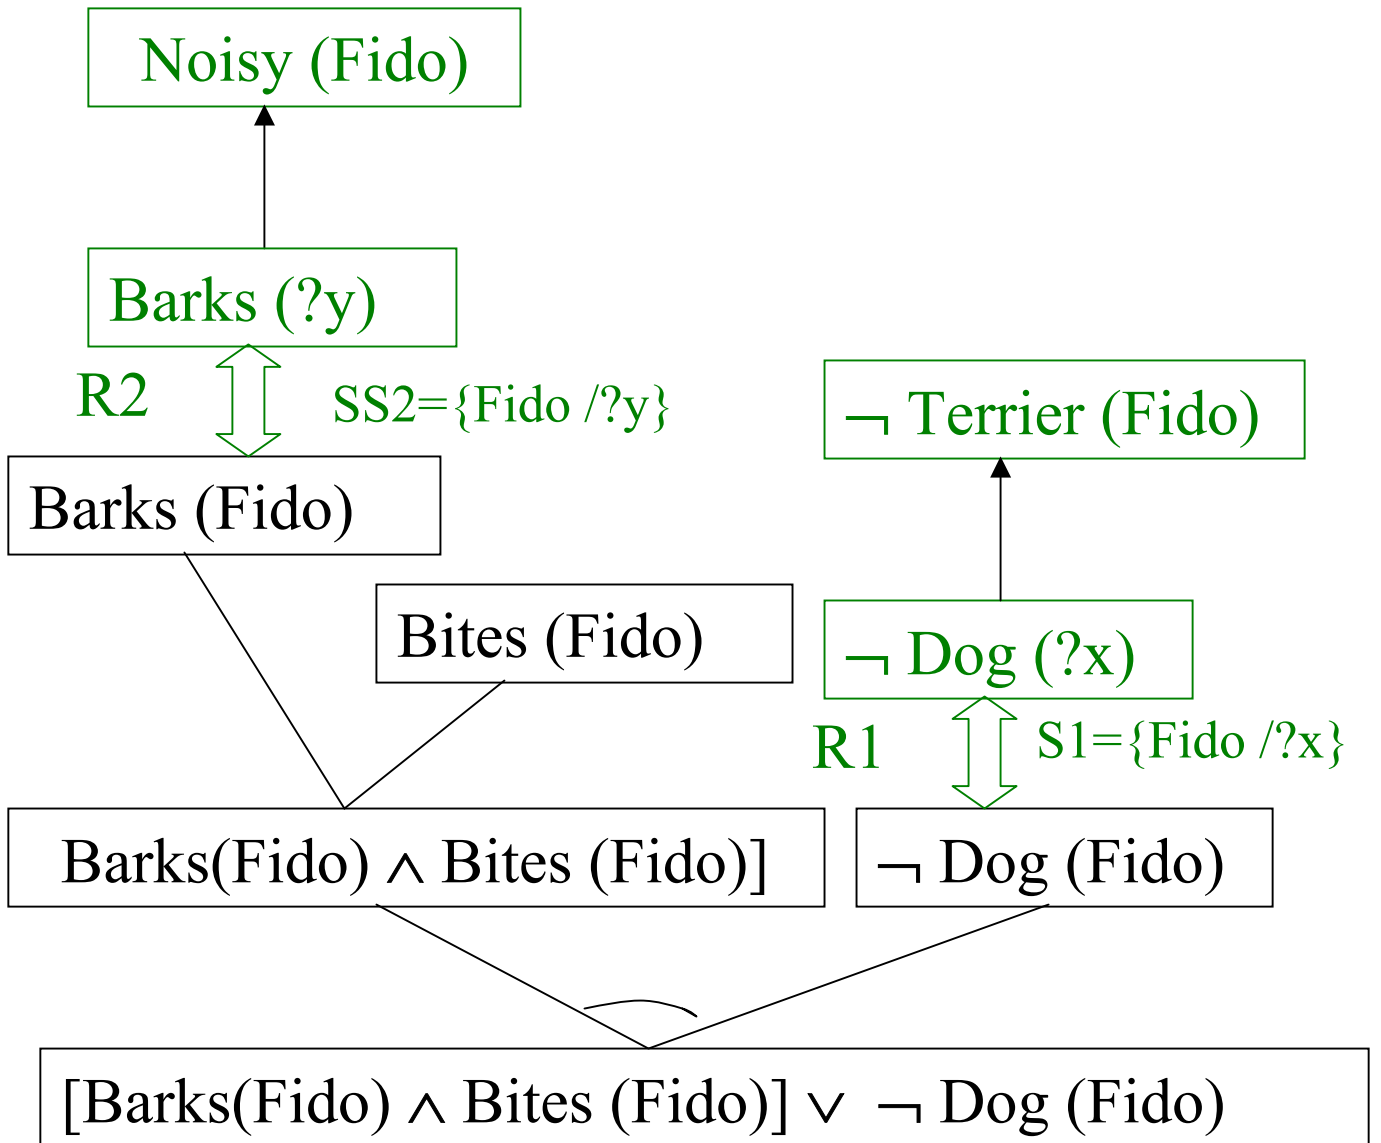 Noisy (Fido)
Barks (?y)
R2
SS2={Fido /?y}
¬ Terrier (Fido)
Barks (Fido)
Bites (Fido)
¬ Dog (?x)
R1
S1={Fido /?x}
Barks(Fido) ∧ Bites (Fido)]
¬ Dog (Fido)
[Barks(Fido) ∧ Bites (Fido)] ∨ ¬ Dog (Fido)